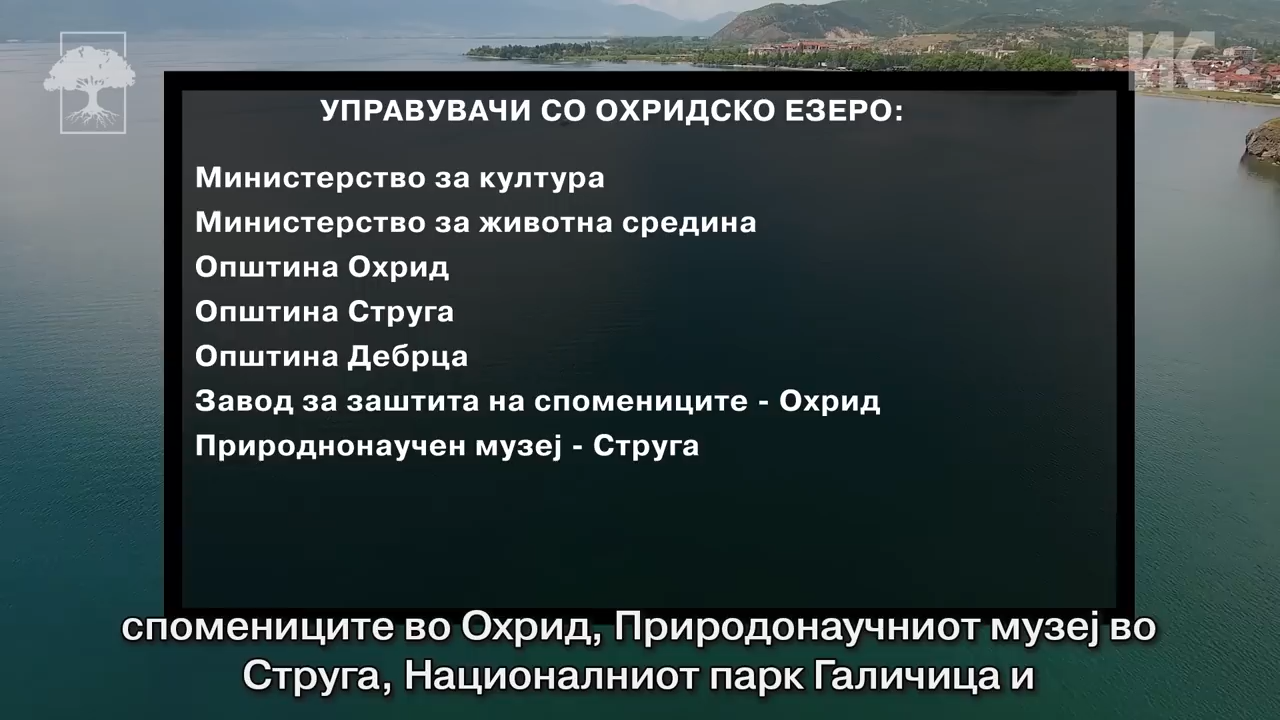 ИС
УПРАВУВАЧИ СО ОХРИДСКО ЕЗЕРО:
Министерство за култура
Министерство за животна средина
Општина Охрид
Општина Струга
Општина Дебрца
Завод за заштита на спомениците - Охрид
Природнонаучен музеј - Струга
спомениците во Охрид, Природонаучниот музеј во
Струга, Националниот парк Галичица и